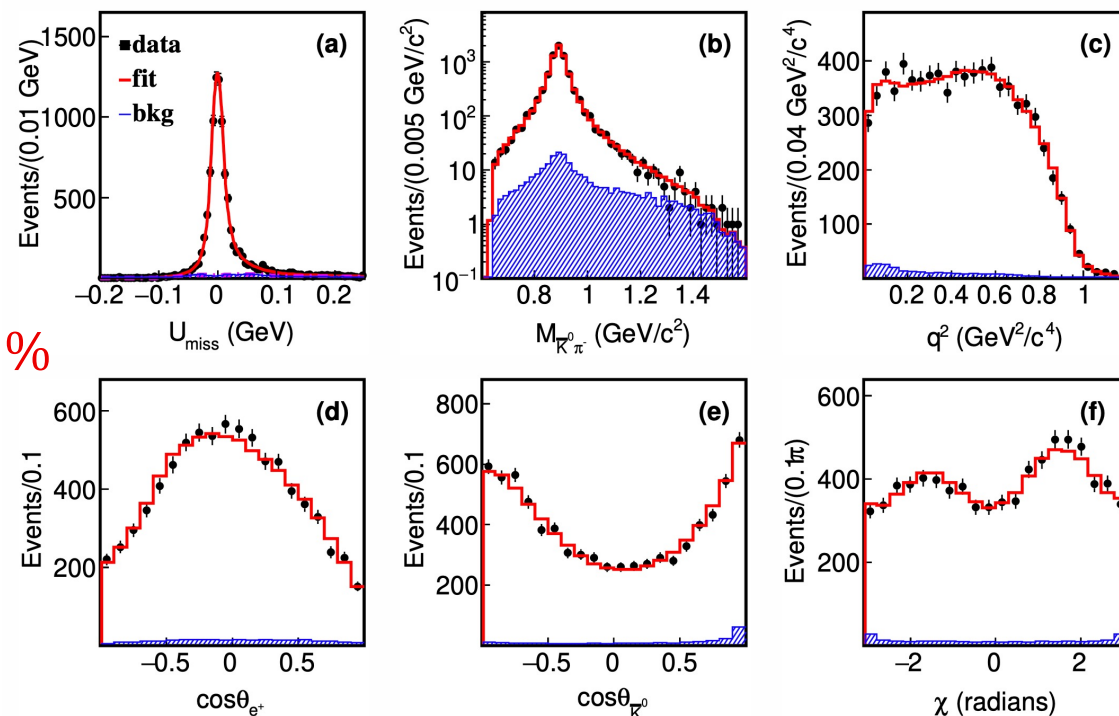 (a)
data
fit
bkg
Events/(0.01 GeV)
1500
1000
500
−0.2 −0.1 0 0.1 0.2
U_miss (GeV)
(b)
Events/(0.005 GeV/c²)
10³
10²
10
1
10⁻¹
0.8 1 1.2 1.4
M_K̅⁰π⁻ (GeV/c²)
(c)
Events/(0.04 GeV²/c⁴)
400
300
200
100
0.2 0.4 0.6 0.8 1
q² (GeV²/c⁴)
%
(d)
Events/0.1
600
400
200
−0.5 0 0.5
cosθ_e⁺
(e)
Events/0.1
800
600
400
200
−0.5 0 0.5
cosθ_K̅⁰
(f)
Events/(0.1π)
600
400
200
−2 0 2
χ (radians)